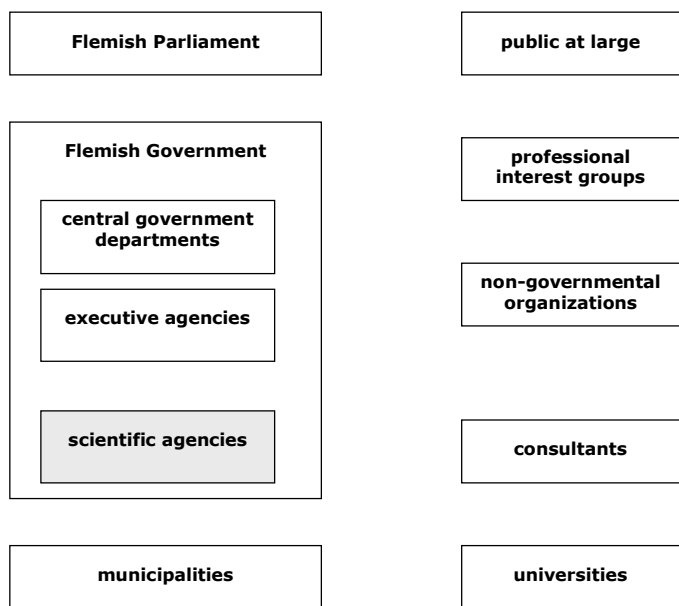 Flemish Parliament
Flemish Government
central government
departments
executive agencies
scientific agencies
municipalities
public at large
professional
interest groups
non-governmental
organizations
consultants
universities